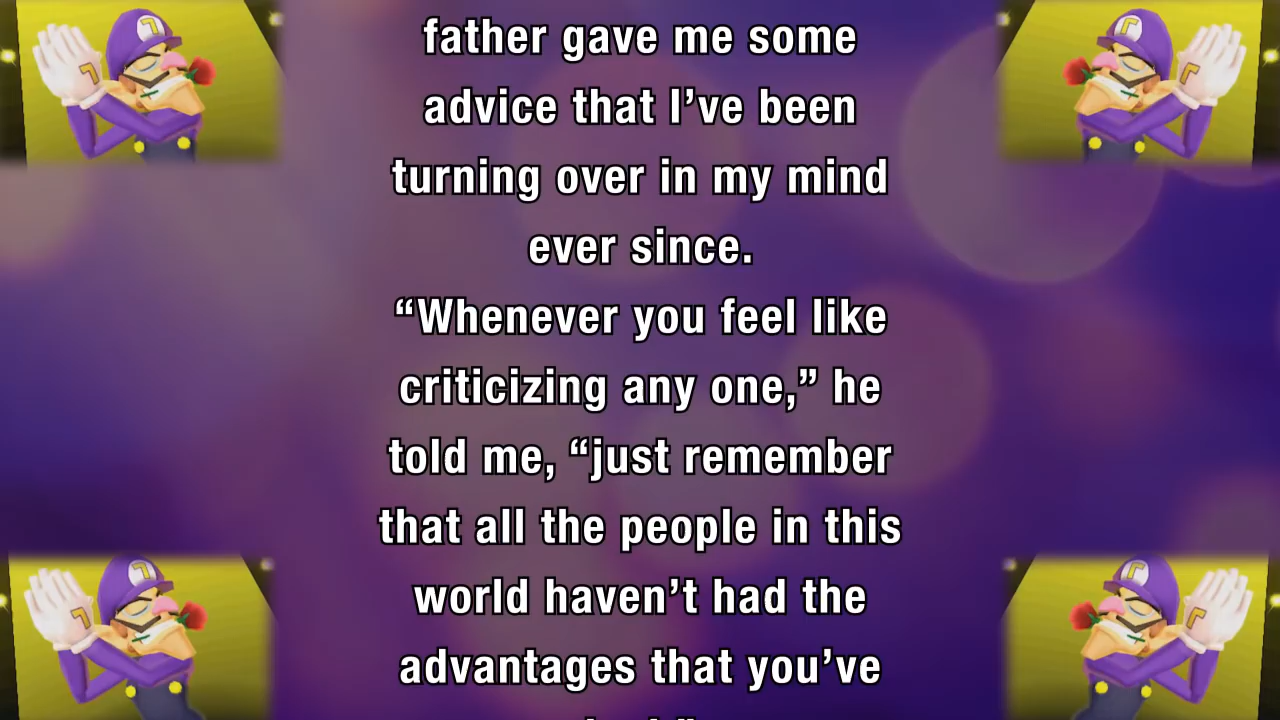 father gave me some
advice that I’ve been
turning over in my mind
ever since.
“Whenever you feel like
criticizing any one,” he
told me, “just remember
that all the people in this
world haven’t had the
advantages that you’ve